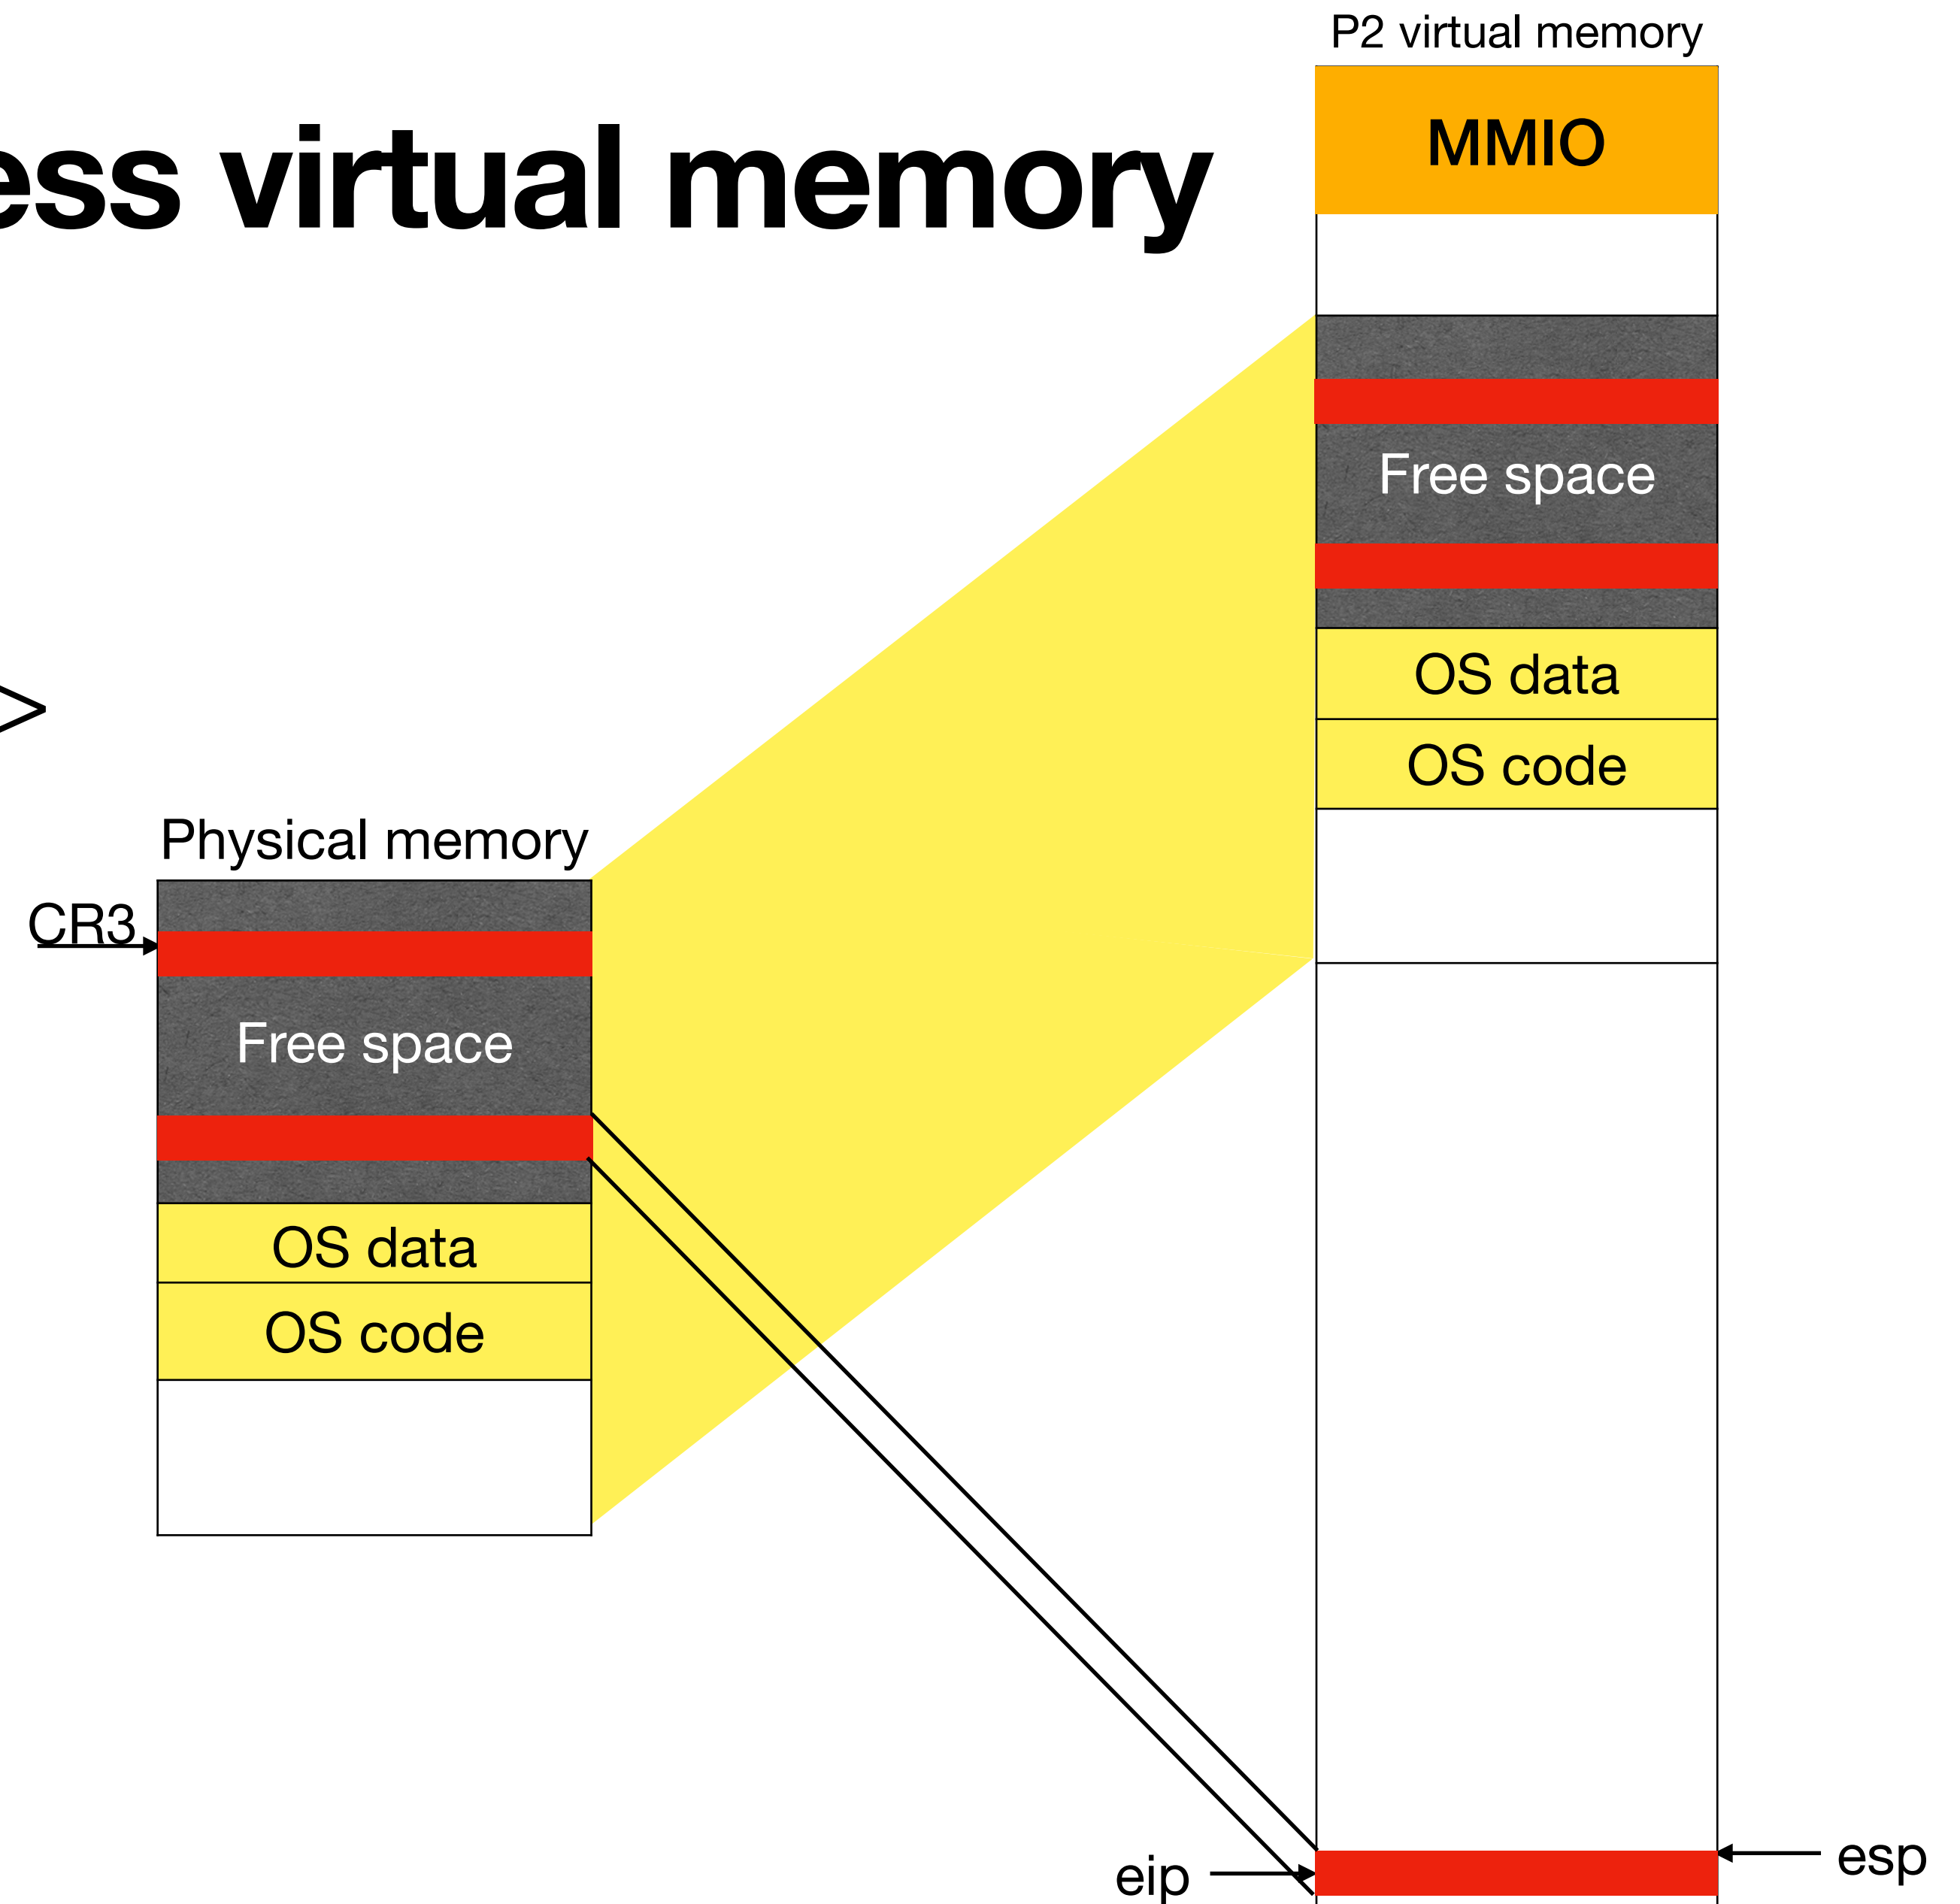 P2 virtual memory
MMIO
ess virtual memory
Free space
OS data
>
OS code
Physical memory
CR3
Free space
OS data
OS code
eip
esp